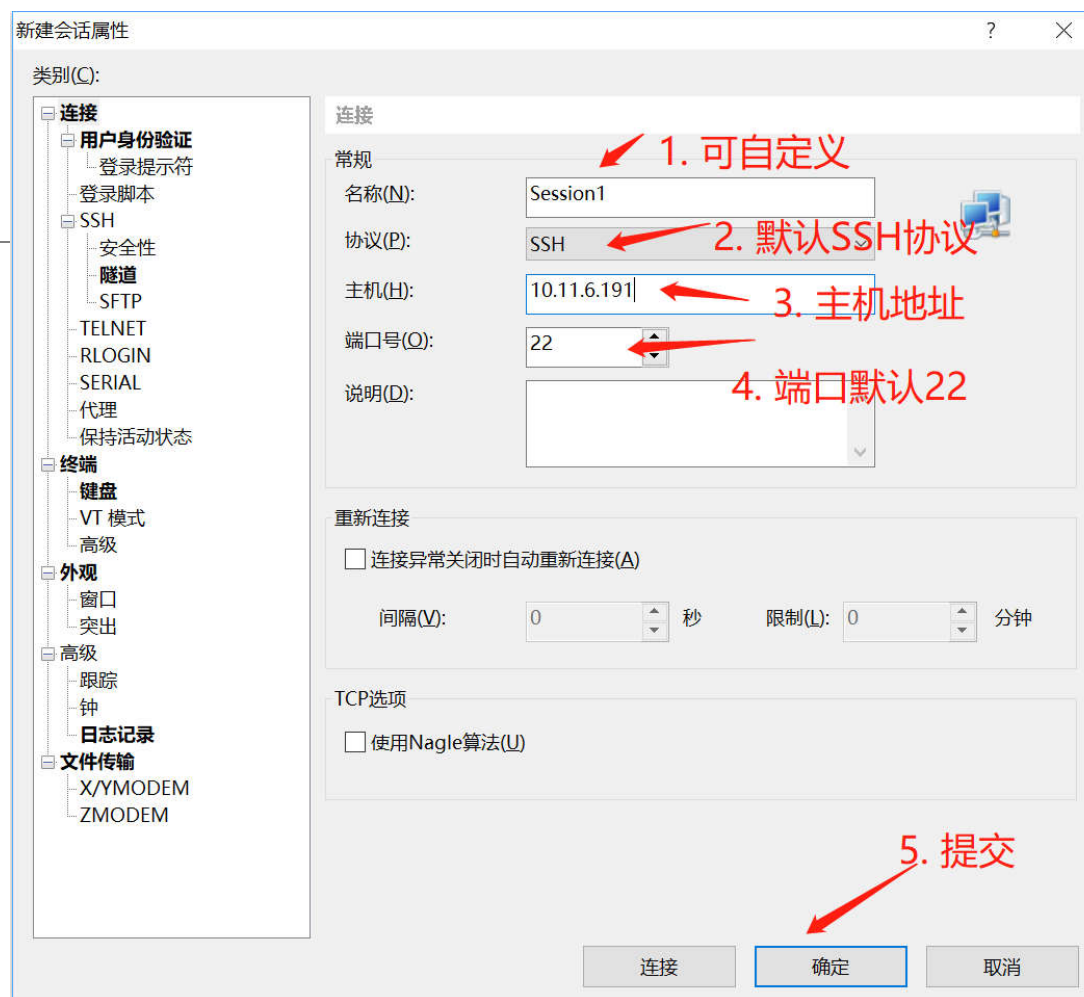 新建会话属性
?
类别(C):
连接
用户身份验证
登录提示符
登录脚本
SSH
安全性
隧道
SFTP
TELNET
RLOGIN
SERIAL
代理
保持活动状态
终端
键盘
VT 模式
高级
外观
窗口
突出
高级
跟踪
钟
日志记录
文件传输
X/YMODEM
ZMODEM
连接
常规
1. 可自定义
名称(N): Session1
协议(P): SSH
2. 默认SSH协议
主机(H): 10.11.6.191
3. 主机地址
端口号(O): 22
4. 端口默认22
说明(D):
重新连接
连接异常关闭时自动重新连接(A)
间隔(V): 0 秒 限制(L): 0 分钟
TCP选项
使用Nagle算法(U)
5. 提交
连接 确定 取消